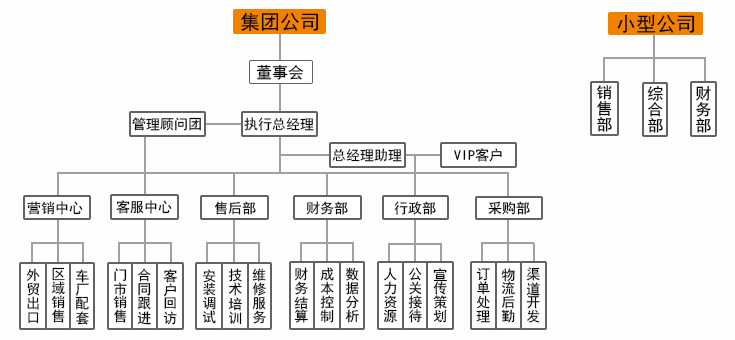 集团公司
小型公司
董事会
管理顾问团
执行总经理
总经理助理
VIP客户
销售部
综合部
财务部
营销中心
客服中心
售后部
财务部
行政部
采购部
外贸出口
区域销售
车厂配套
门市销售
合同跟进
客户回访
安装调试
技术培训
维修服务
财务结算
成本控制
数据分析
人力资源
公关接待
宣传策划
订单处理
物流后勤
渠道开发